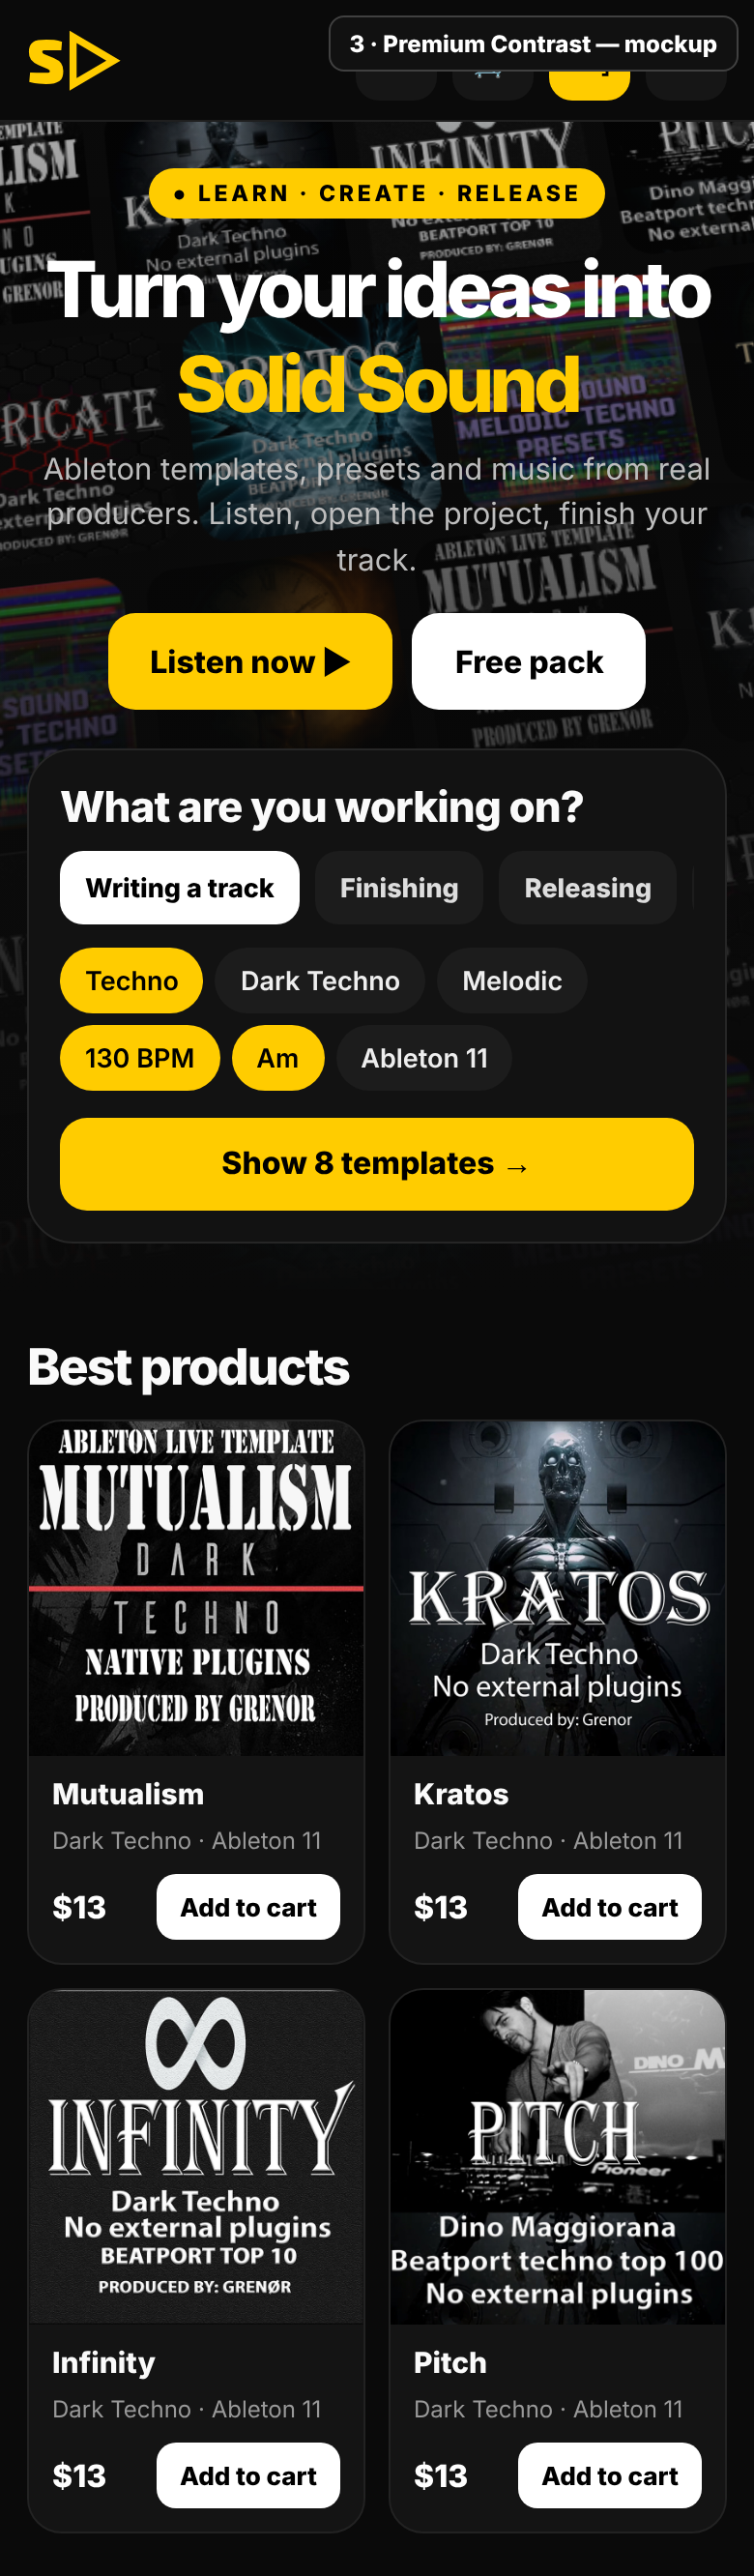 SD
3 · Premium Contrast — mockup
• LEARN · CREATE · RELEASE
Turn your ideas into
Solid Sound
Ableton templates, presets and music from real
producers. Listen, open the project, finish your
track.
Listen now ▶
Free pack
What are you working on?
Writing a track
Finishing
Releasing
Techno
Dark Techno
Melodic
130 BPM
Am
Ableton 11
Show 8 templates →
Best products
ABLETON LIVE TEMPLATE
MUTUALISM
DARK
TECHNO
NATIVE PLUGINS
PRODUCED BY GRENOR
Mutualism
Dark Techno · Ableton 11
$13
Add to cart
KRATOS
Dark Techno
No external plugins
Produced by: Grenor
Kratos
Dark Techno · Ableton 11
$13
Add to cart
INFINITY
Dark Techno
No external plugins
BEATPORT TOP 10
PRODUCED BY: GRENØR
Infinity
Dark Techno · Ableton 11
$13
Add to cart
DINO M
PITCH
Pioneer
Dino Maggiorana
Beatport techno top 100
No external plugins
Pitch
Dark Techno · Ableton 11
$13
Add to cart